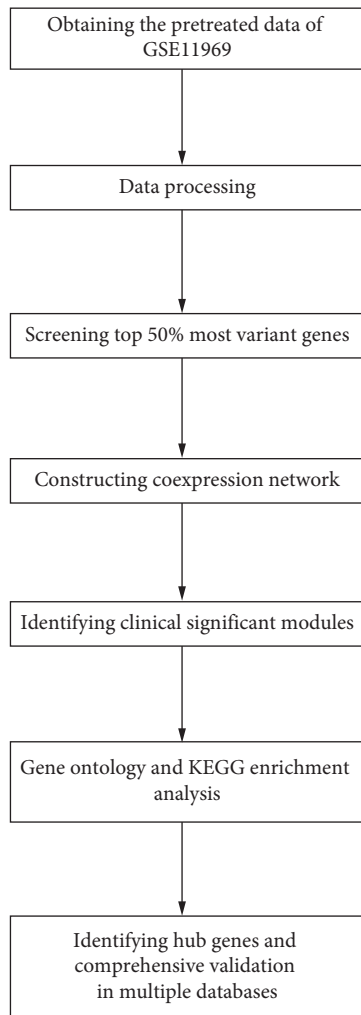 Obtaining the pretreated data of
GSE11969
Data processing
Screening top 50% most variant genes
Constructing coexpression network
Identifying clinical significant modules
Gene ontology and KEGG enrichment
analysis
Identifying hub genes and
comprehensive validation
in multiple databases